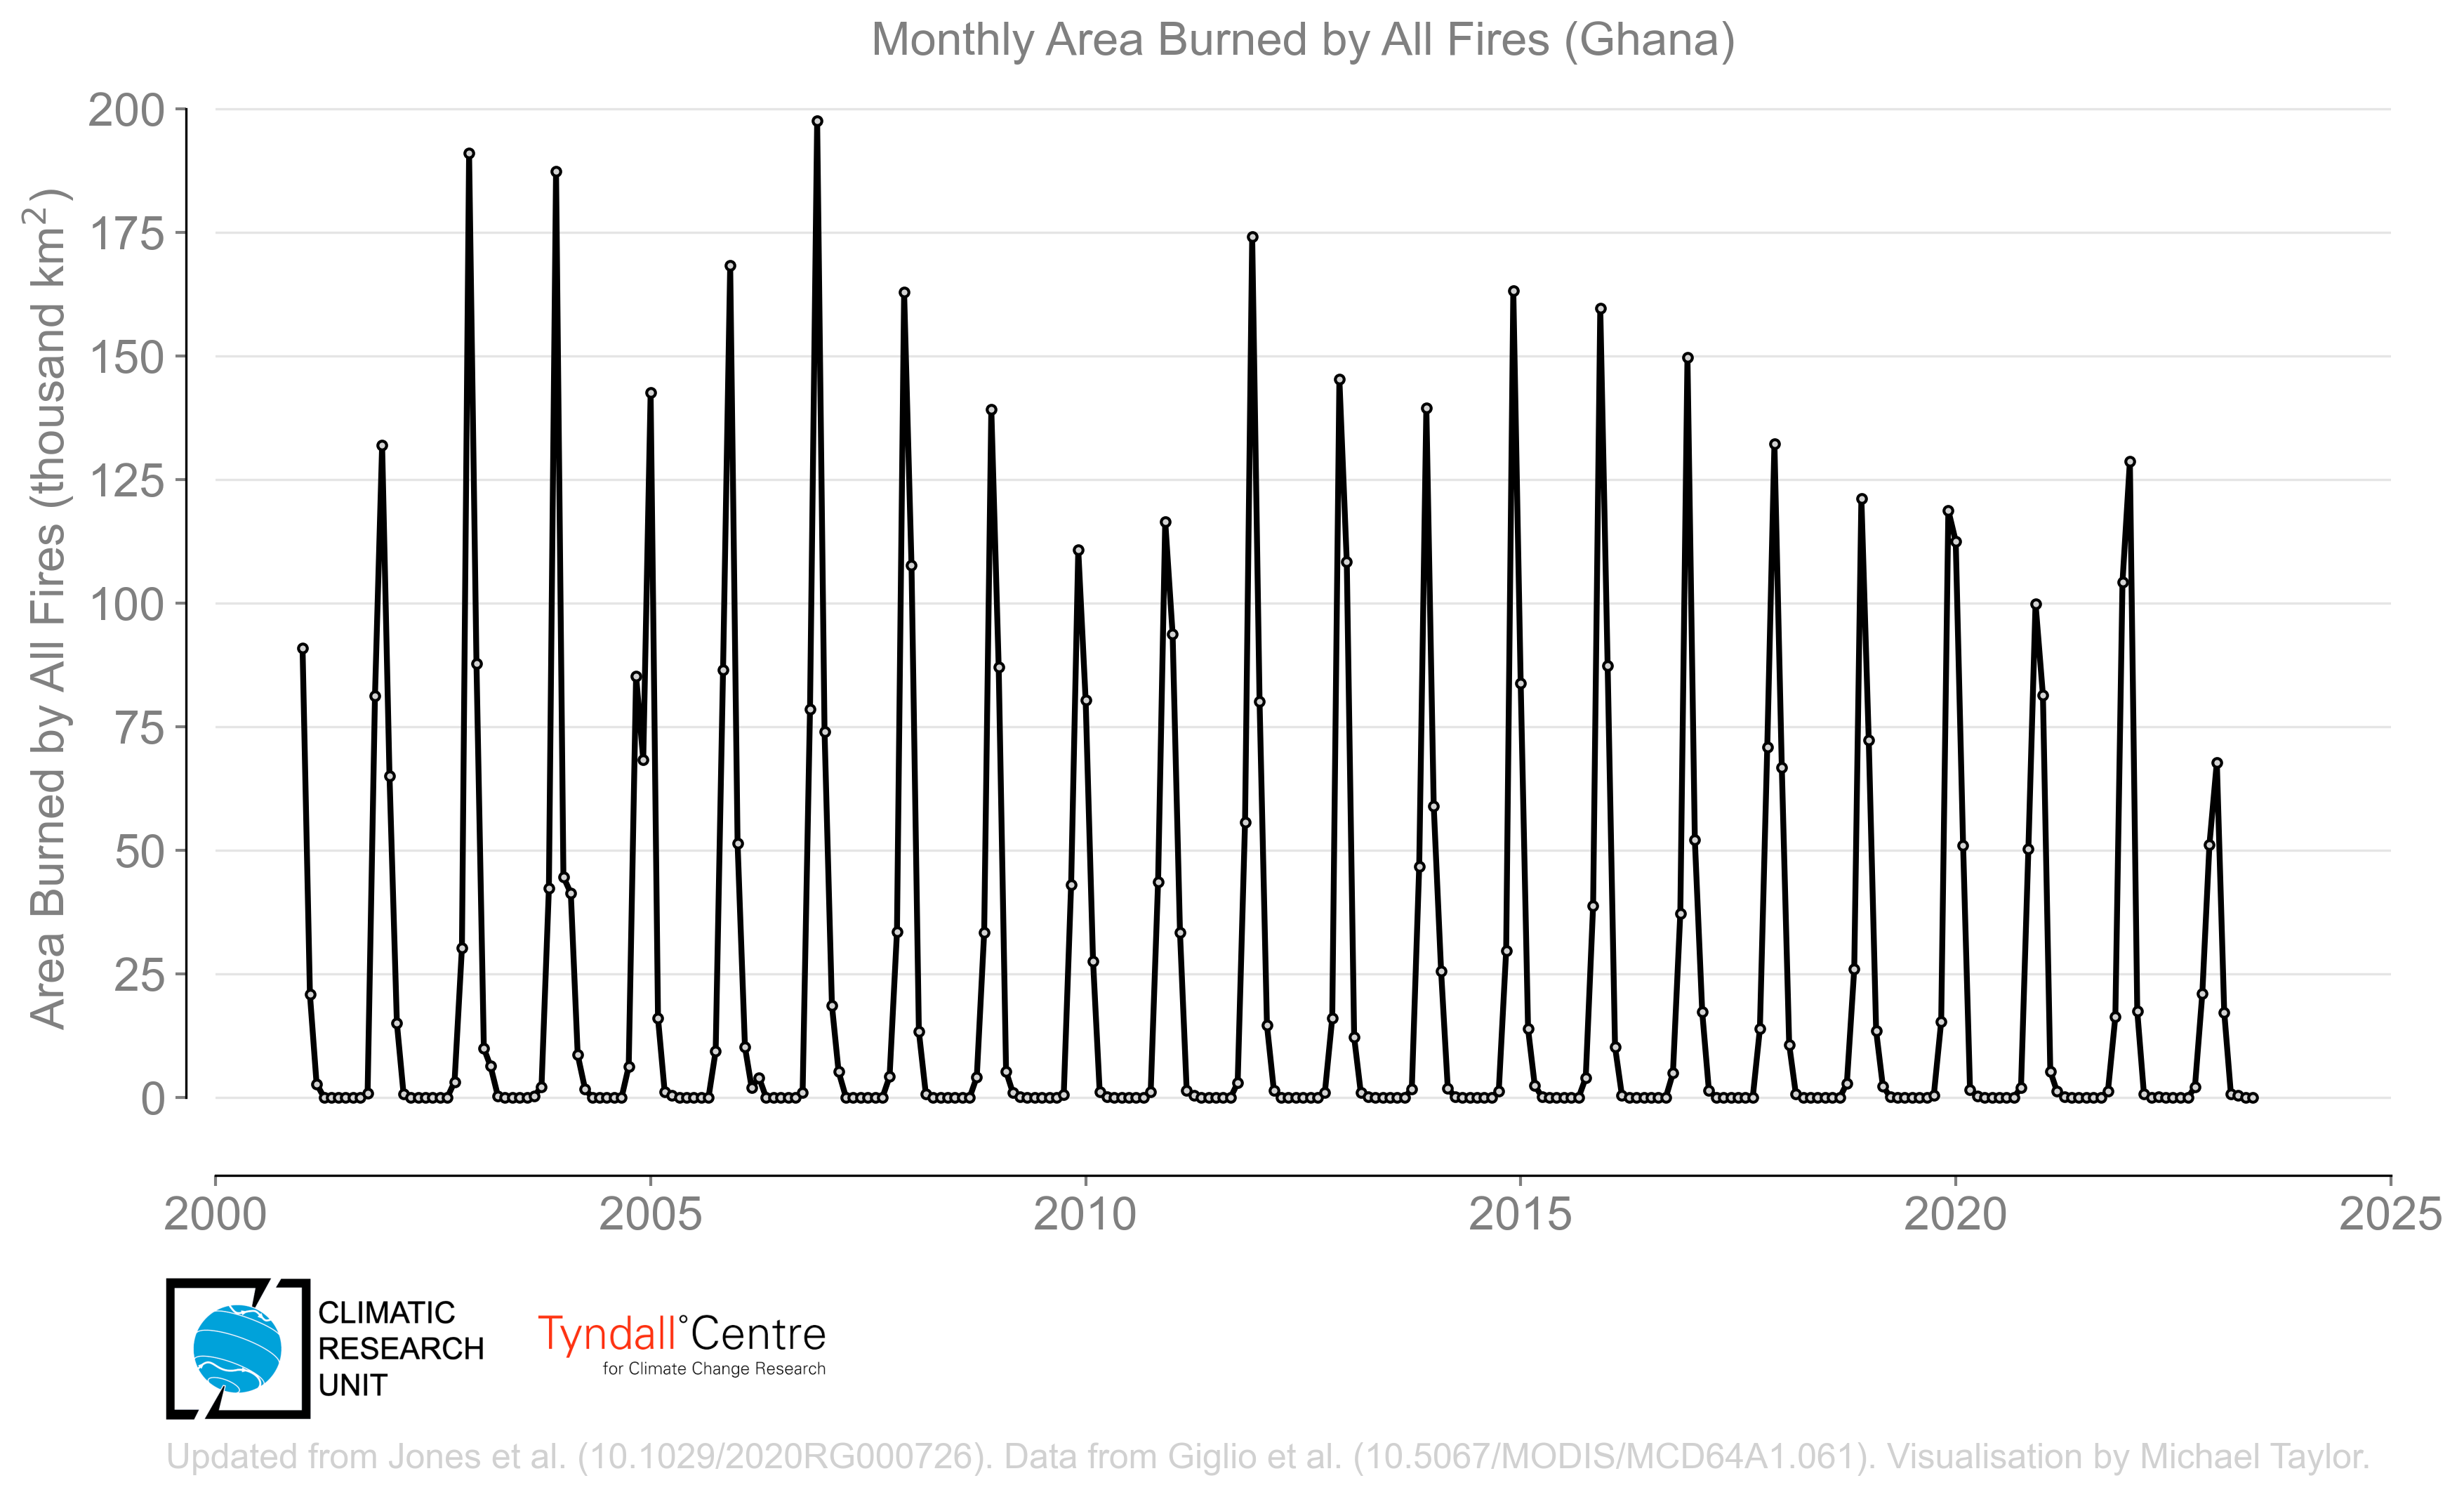 Monthly Area Burned by All Fires (Ghana)
Area Burned by All Fires (thousand km²)
200
175
150
125
100
75
50
25
0
2000 2005 2010 2015 2020 2025
CLIMATIC
RESEARCH
UNIT
Tyndall°Centre
for Climate Change Research
Updated from Jones et al. (10.1029/2020RG000726). Data from Giglio et al. (10.5067/MODIS/MCD64A1.061). Visualisation by Michael Taylor.